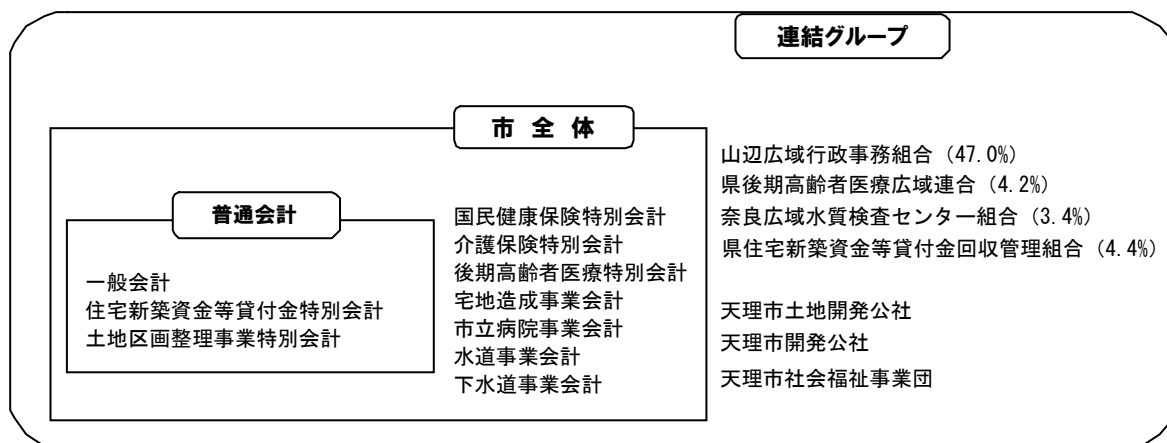 連結グループ
市 全 体
普通会計
一般会計
住宅新築資金等貸付金特別会計
土地区画整理事業特別会計
国民健康保険特別会計
介護保険特別会計
後期高齢者医療特別会計
宅地造成事業会計
市立病院事業会計
水道事業会計
下水道事業会計
山辺広域行政事務組合（47.0%）
県後期高齢者医療広域連合（4.2%）
奈良広域水質検査センター組合（3.4%）
県住宅新築資金等貸付金回収管理組合（4.4%）
天理市土地開発公社
天理市開発公社
天理市社会福祉事業団